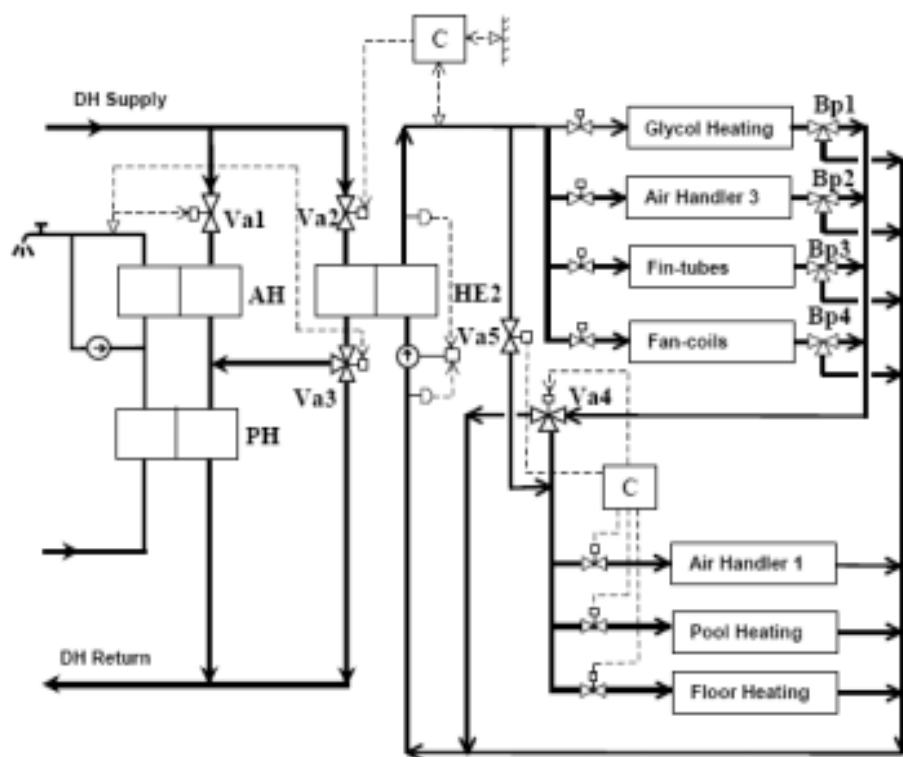 C
DH Supply
Bp1
Glycol Heating
Bp2
Air Handler 3
Va1
Va2
Bp3
Fin-tubes
AH
HE2
Va5
Bp4
Fan-coils
Va3
Va4
PH
C
Air Handler 1
Pool Heating
DH Return
Floor Heating